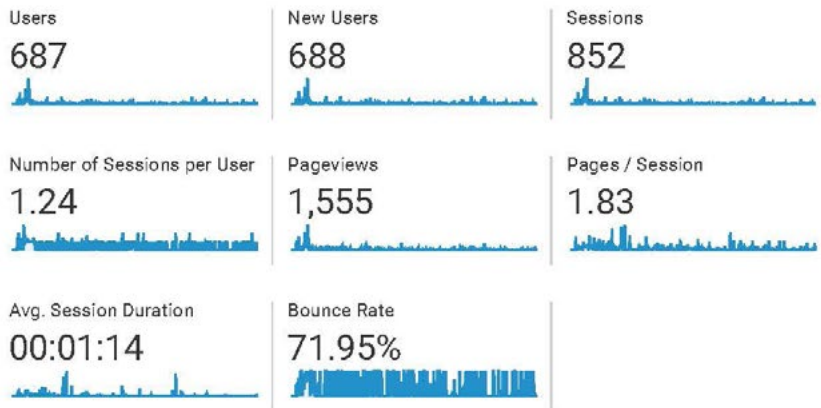 Users
687
New Users
688
Sessions
852
Number of Sessions per User
1.24
Pageviews
1,555
Pages / Session
1.83
Avg. Session Duration
00:01:14
Bounce Rate
71.95%